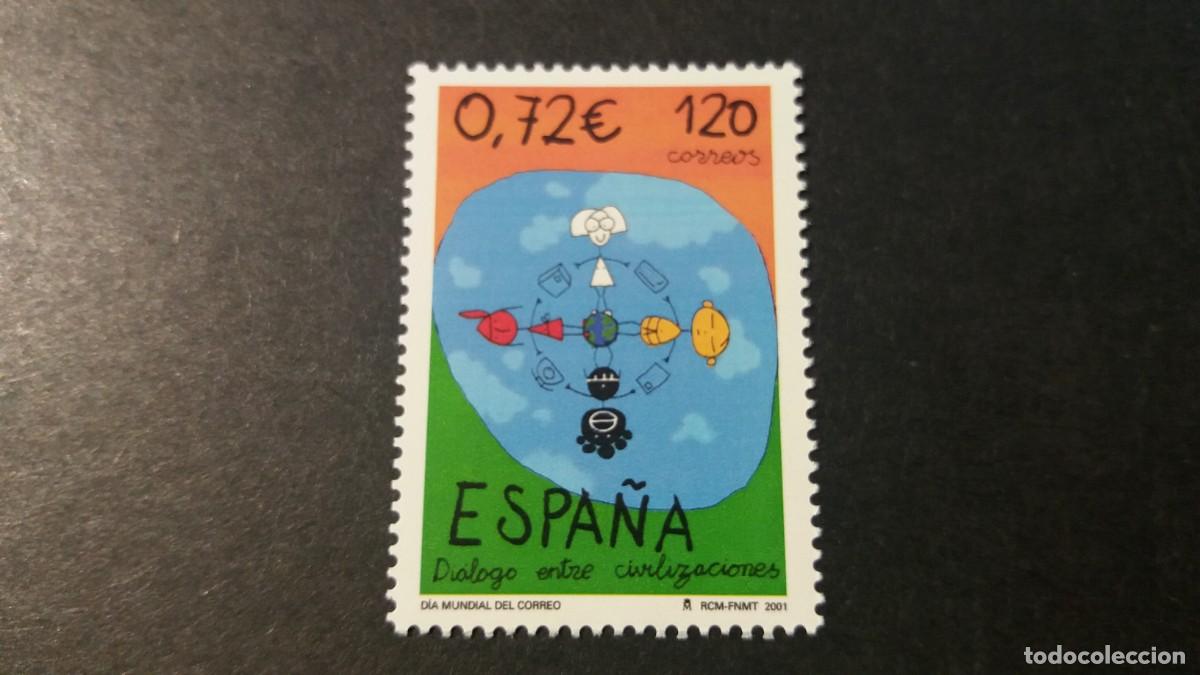 0,72€ 120
correos
ESPAÑA
Diálogo entre civilizaciones
DÍA MUNDIAL DEL CORREO RCM-FNMT 2001
todocoleccion